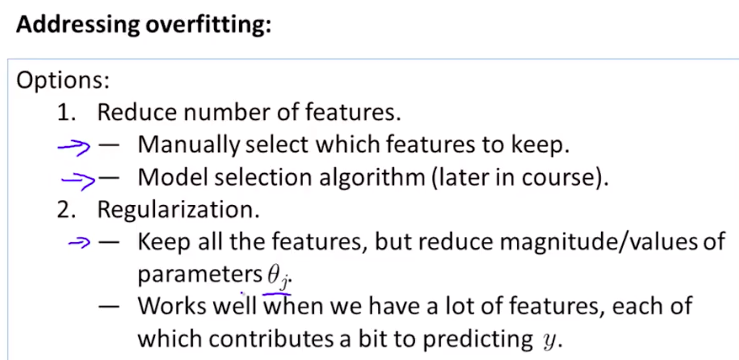 Addressing overfitting:
Options:
1. Reduce number of features.
— Manually select which features to keep.
— Model selection algorithm (later in course).
2. Regularization.
— Keep all the features, but reduce magnitude/values of
parameters θⱼ.
— Works well when we have a lot of features, each of
which contributes a bit to predicting y.